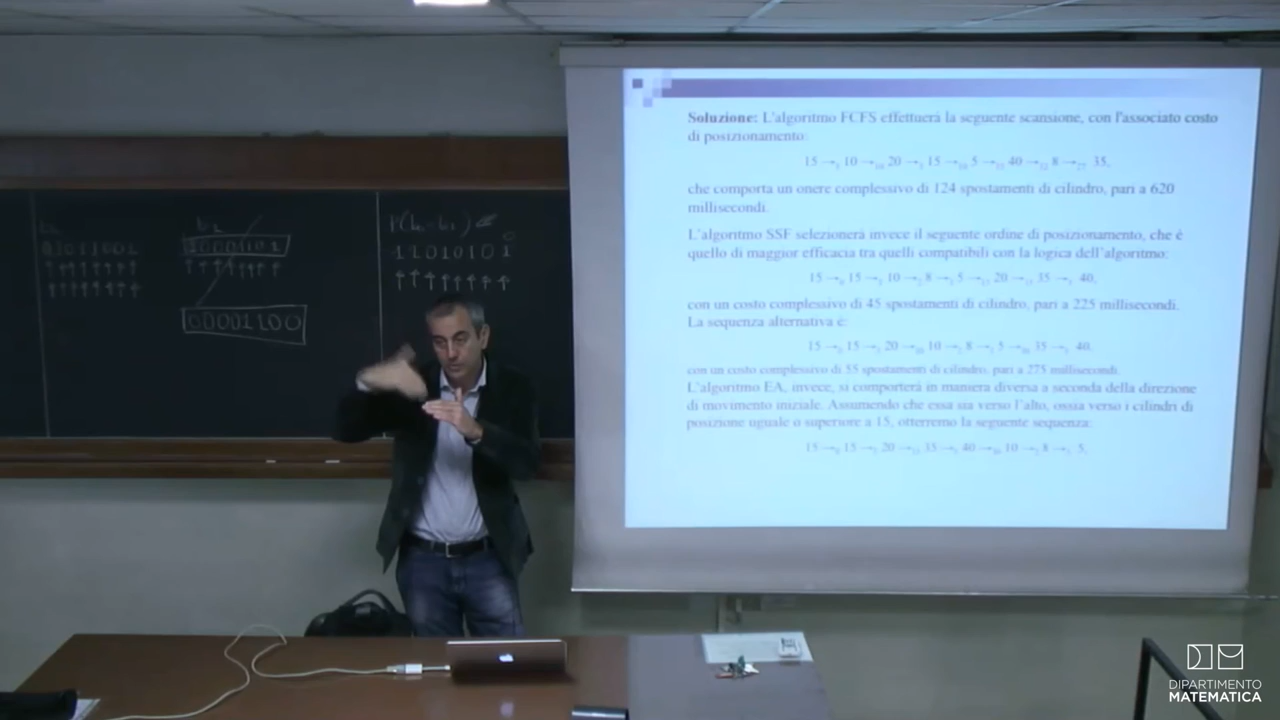 b2
01011001
↑↑↑↑↑↑↑↑
↑↑↑↑↑↑↑↑
00001101
↑↑↑↑↑↑↑↑
00001100
11010101
↑↑↑↑↑↑↑↑
Soluzione: L'algoritmo FCFS effettuerà la seguente scansione, con l'associato costo
di posizionamento:
15 →5 10 →10 20 →5 15 →10 5 →35 40 →32 8 →27 35,
che comporta un onere complessivo di 124 spostamenti di cilindro, pari a 620
millisecondi.
L'algoritmo SSF selezionerà invece il seguente ordine di posizionamento, che è
quello di maggior efficacia tra quelli compatibili con la logica dell'algoritmo:
15 →0 15 →5 10 →2 8 →3 5 →15 20 →15 35 →5 40,
con un costo complessivo di 45 spostamenti di cilindro, pari a 225 millisecondi.
La sequenza alternativa è:
15 →0 15 →5 20 →10 10 →2 8 →3 5 →30 35 →5 40,
con un costo complessivo di 55 spostamenti di cilindro, pari a 275 millisecondi.
L'algoritmo EA, invece, si comporterà in maniera diversa a seconda della direzione
di movimento iniziale. Assumendo che essa sia verso l'alto, ossia verso i cilindri di
posizione uguale o superiore a 15, otterremo la seguente sequenza:
15 →0 15 →5 20 →15 35 →5 40 →30 10 →2 8 →3 5,
DIPARTIMENTO
MATEMATICA